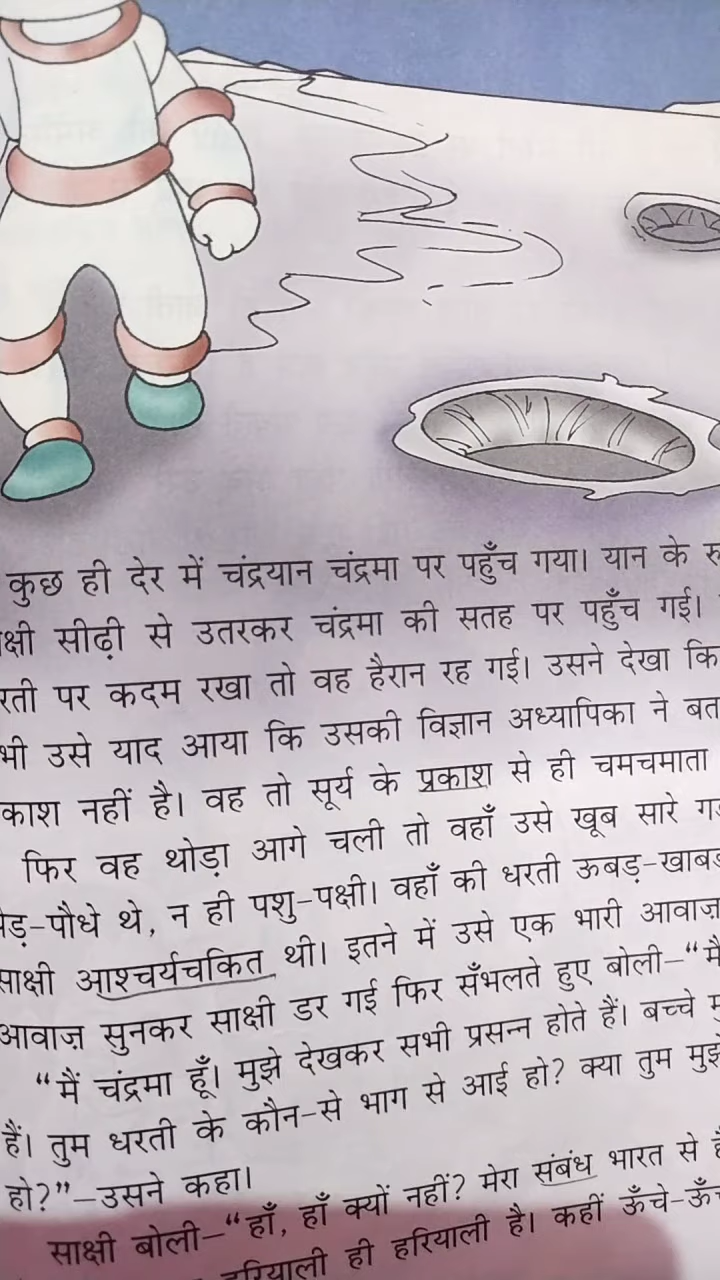 कुछ ही देर में चंद्रयान चंद्रमा पर पहुँच गया। यान के
सीढ़ी से उतरकर चंद्रमा की सतह पर पहुँच गई।
पर कदम रखा तो वह हैरान रह गई। उसने देखा कि
उसे याद आया कि उसकी विज्ञान अध्यापिका ने
नहीं है। वह तो सूर्य के प्रकाश से ही चमचमाता
फिर वह थोड़ा आगे चली तो वहाँ उसे खूब सारे
थे, न ही पशु-पक्षी। वहाँ की धरती ऊबड़-खाबड़
साक्षी आश्चर्यचकित थी। इतने में उसे एक भारी आवाज़
आवाज़ सुनकर साक्षी डर गई फिर सँभलते हुए बोली–“मैं
“मैं चंद्रमा हूँ। मुझे देखकर सभी प्रसन्न होते हैं। बच्चे
हैं। तुम धरती के कौन-से भाग से आई हो? क्या तुम मुझे
हो?”–उसने कहा।
साक्षी बोली–“हाँ, हाँ क्यों नहीं? मेरा संबंध भारत से
हरियाली ही हरियाली है। कहीं